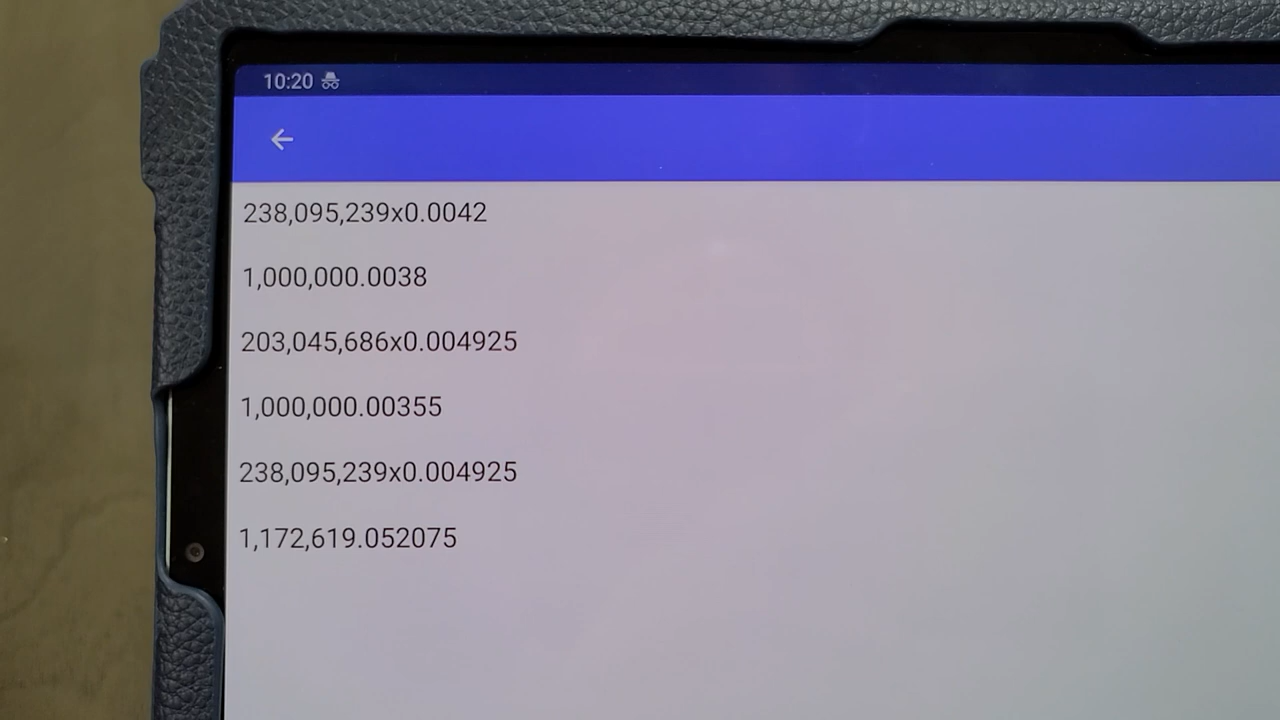 10:20
238,095,239x0.0042
1,000,000.0038
203,045,686x0.004925
1,000,000.00355
238,095,239x0.004925
1,172,619.052075